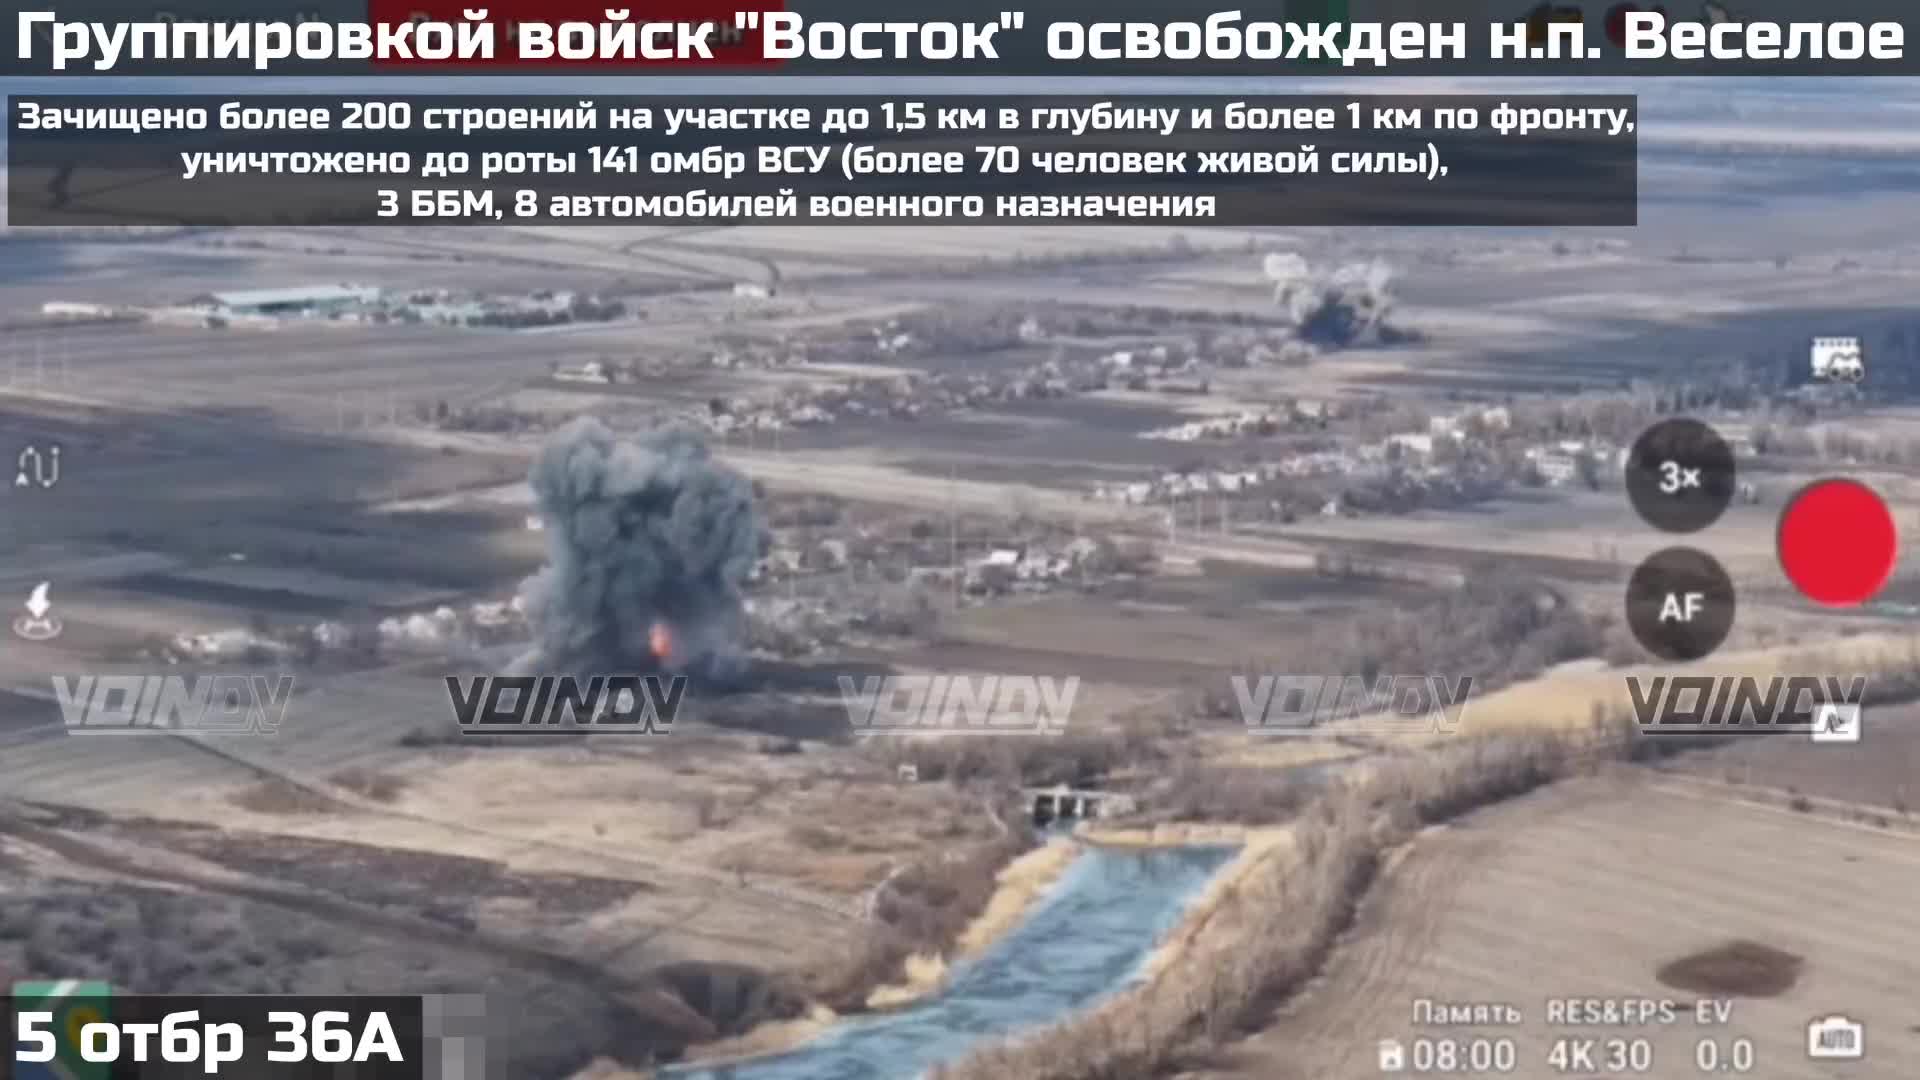 Группировкой войск "Восток" освобожден н.п. Веселое
Зачищено более 200 строений на участке до 1,5 км в глубину и более 1 км по фронту,
уничтожено до роты 141 омбр ВСУ (более 70 человек живой силы),
3 ББМ, 8 автомобилей военного назначения
3x
AF
VOINDV VOINDV VOINDV VOINDV VOINDV
5 отбр 36А
Память RES&FPS EV
08:00 4K 30 0.0
AUTO